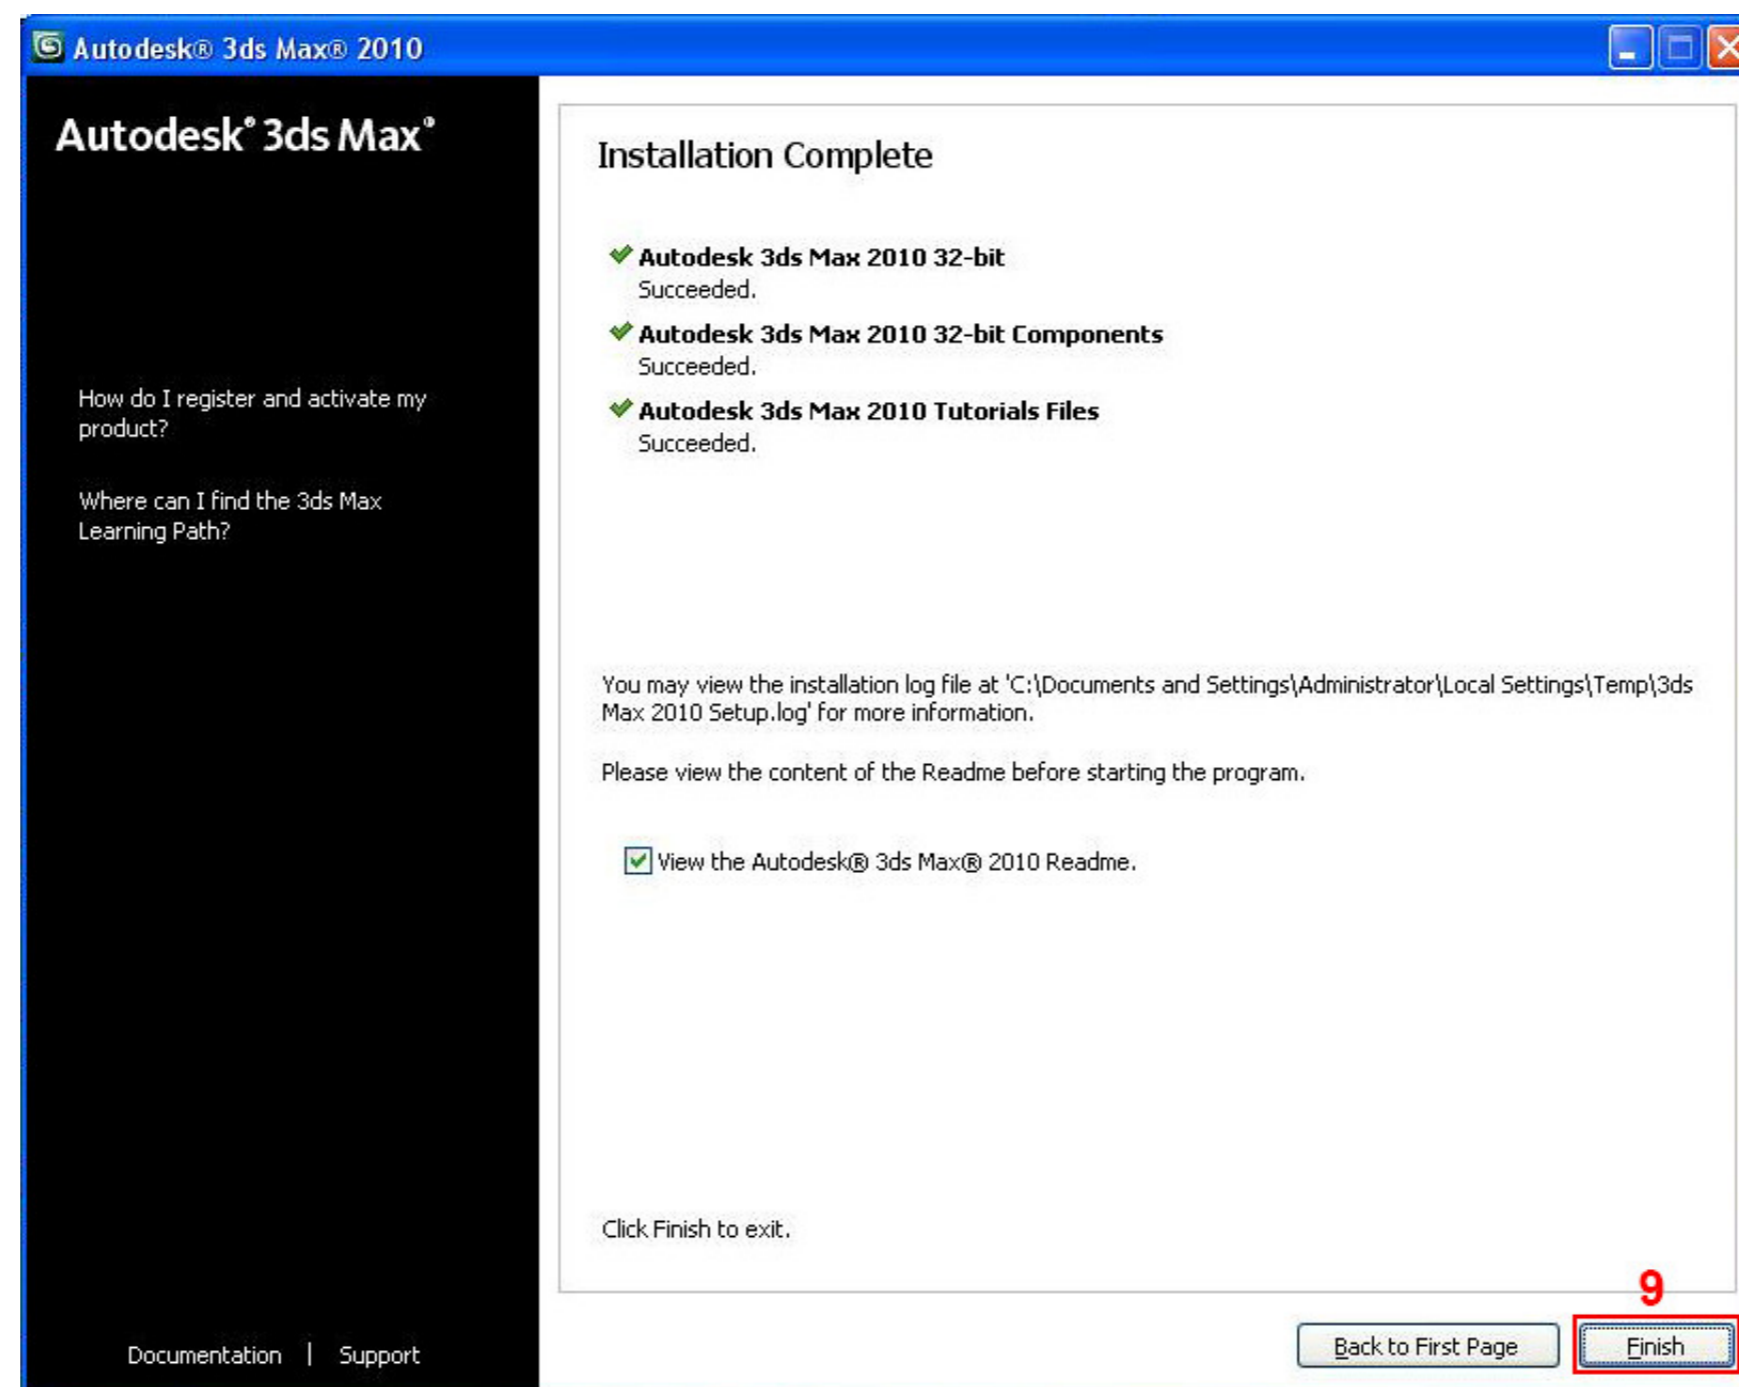 Autodesk® 3ds Max® 2010
Autodesk® 3ds Max®
How do I register and activate my
product?
Where can I find the 3ds Max
Learning Path?
Documentation | Support
Installation Complete
Autodesk 3ds Max 2010 32-bit
Succeeded.
Autodesk 3ds Max 2010 32-bit Components
Succeeded.
Autodesk 3ds Max 2010 Tutorials Files
Succeeded.
You may view the installation log file at 'C:\Documents and Settings\Administrator\Local Settings\Temp\3ds
Max 2010 Setup.log' for more information.
Please view the content of the Readme before starting the program.
View the Autodesk® 3ds Max® 2010 Readme.
Click Finish to exit.
9
Back to First Page
Finish